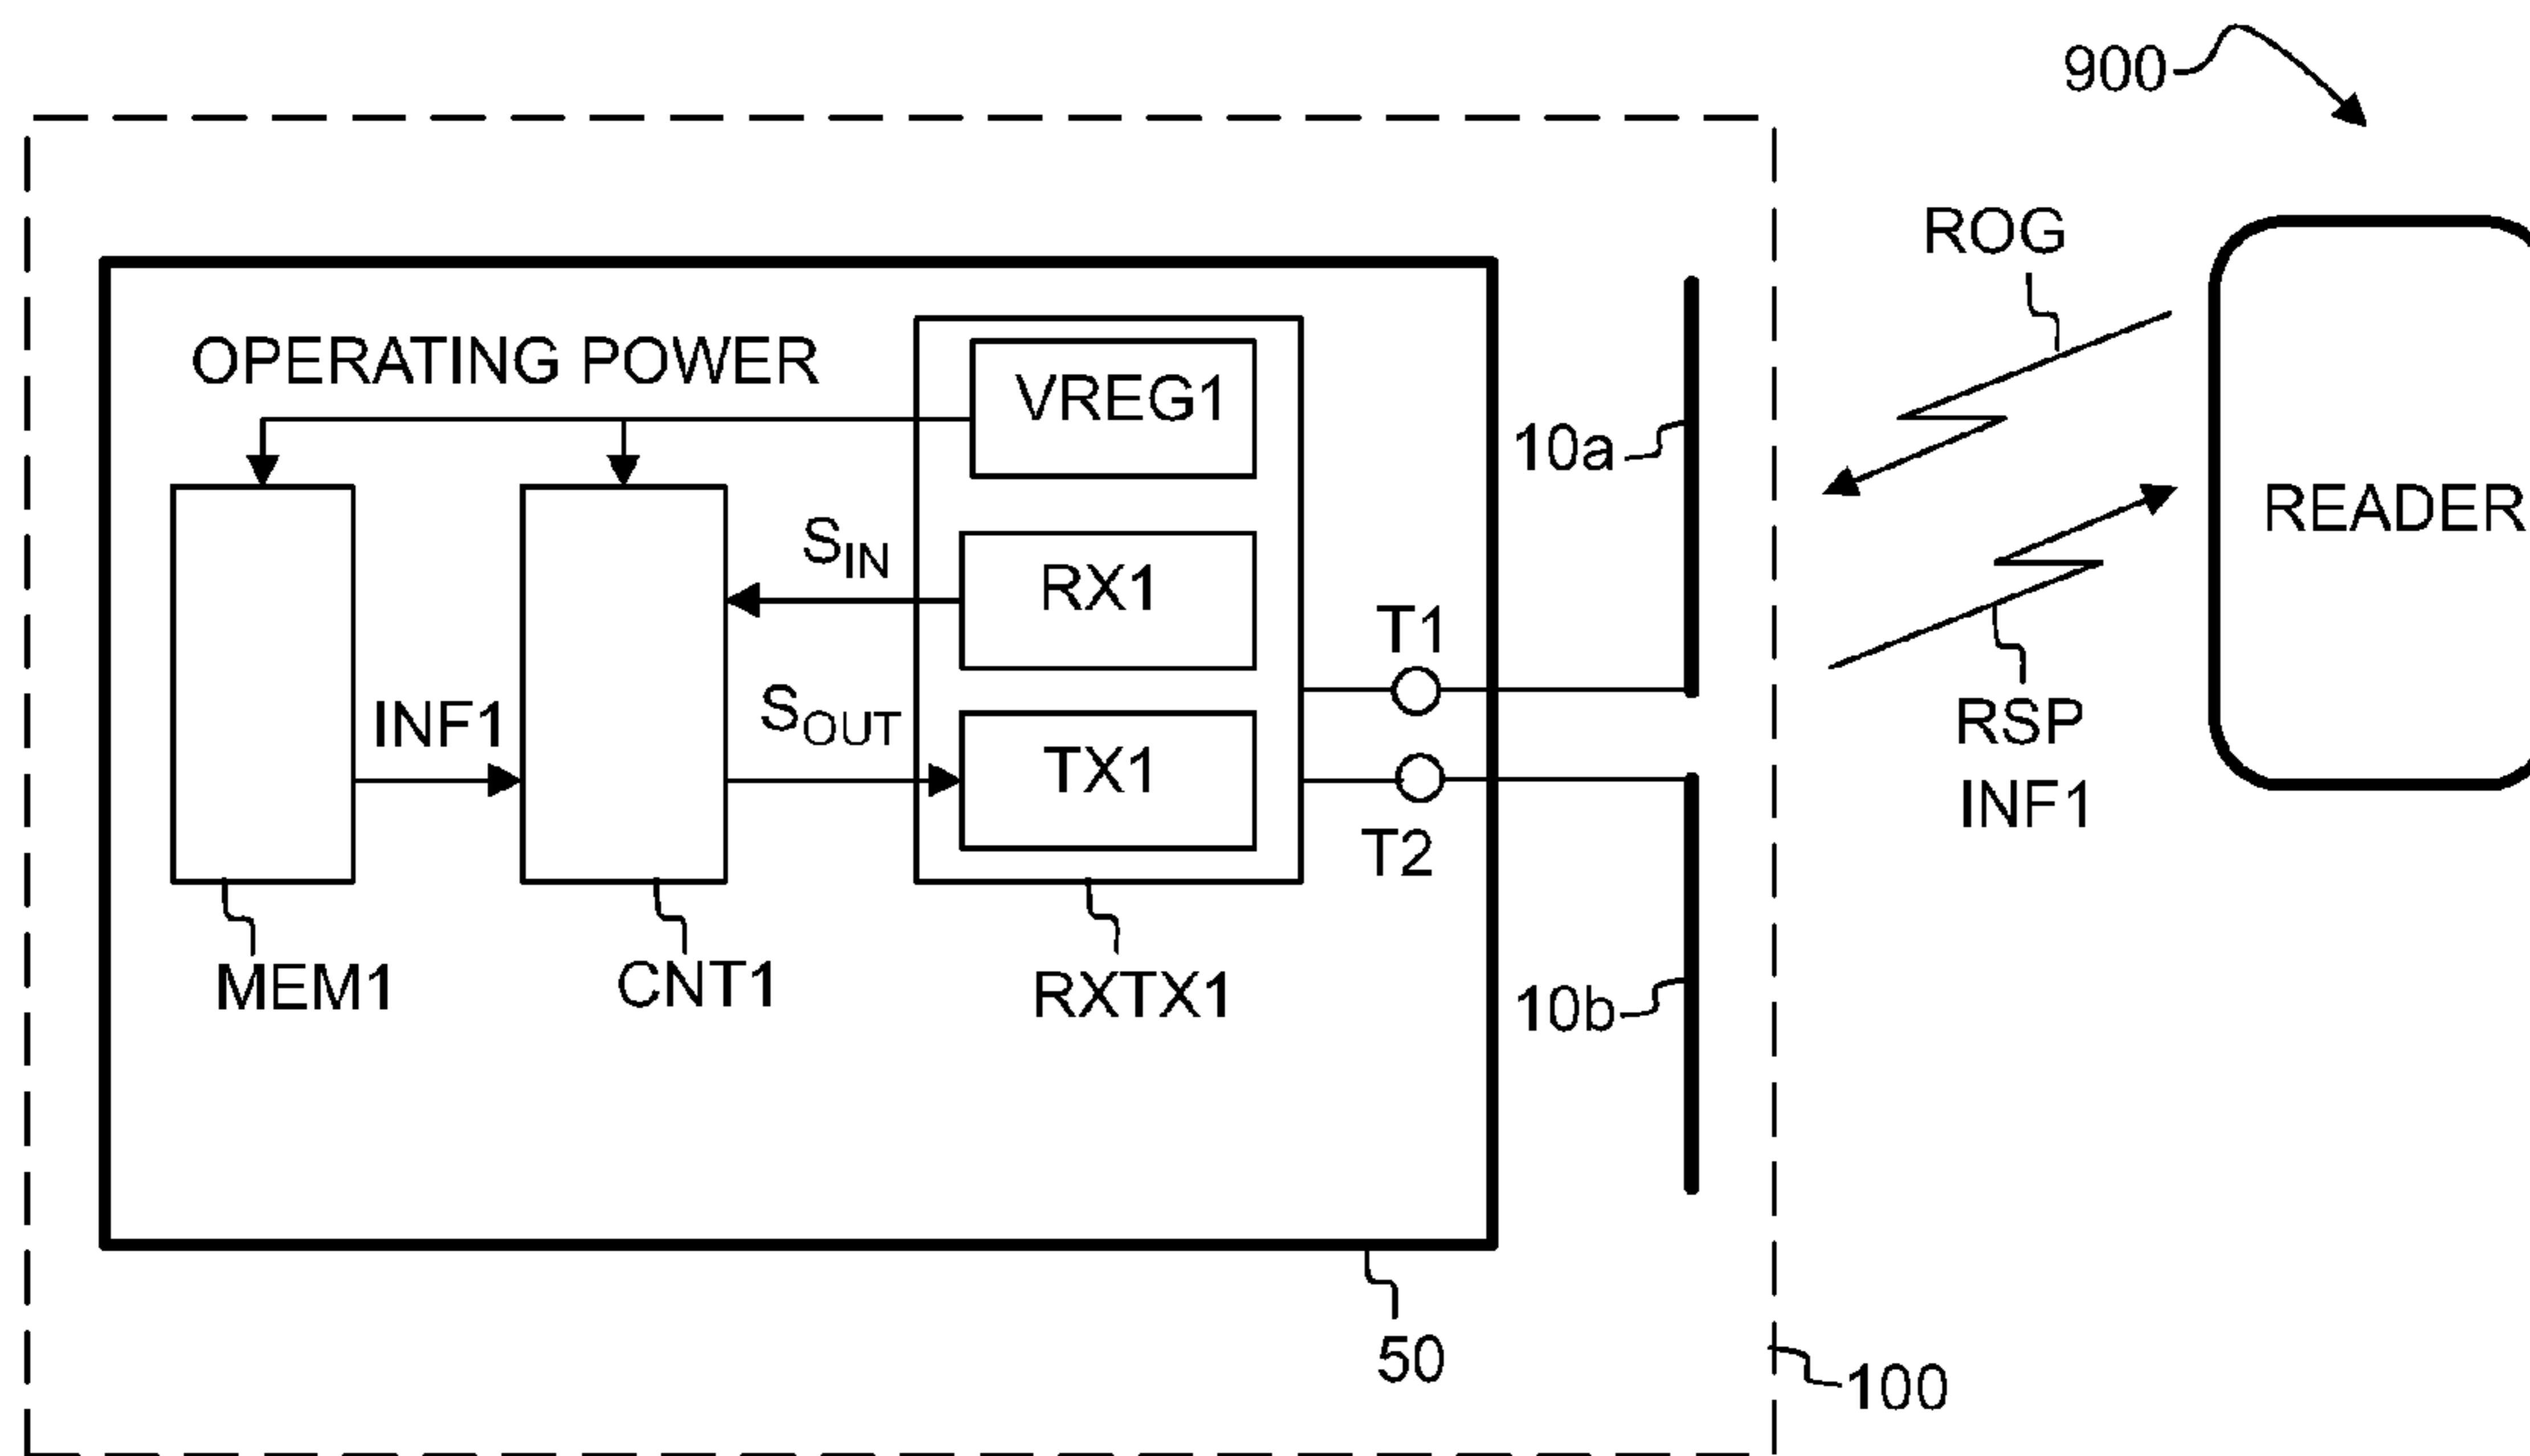 900
ROG
OPERATING POWER
VREG1
10a
READER
S_IN
RX1
T1
INF1
S_OUT
TX1
RSP
INF1
T2
MEM1
CNT1
RXTX1
10b
50
100